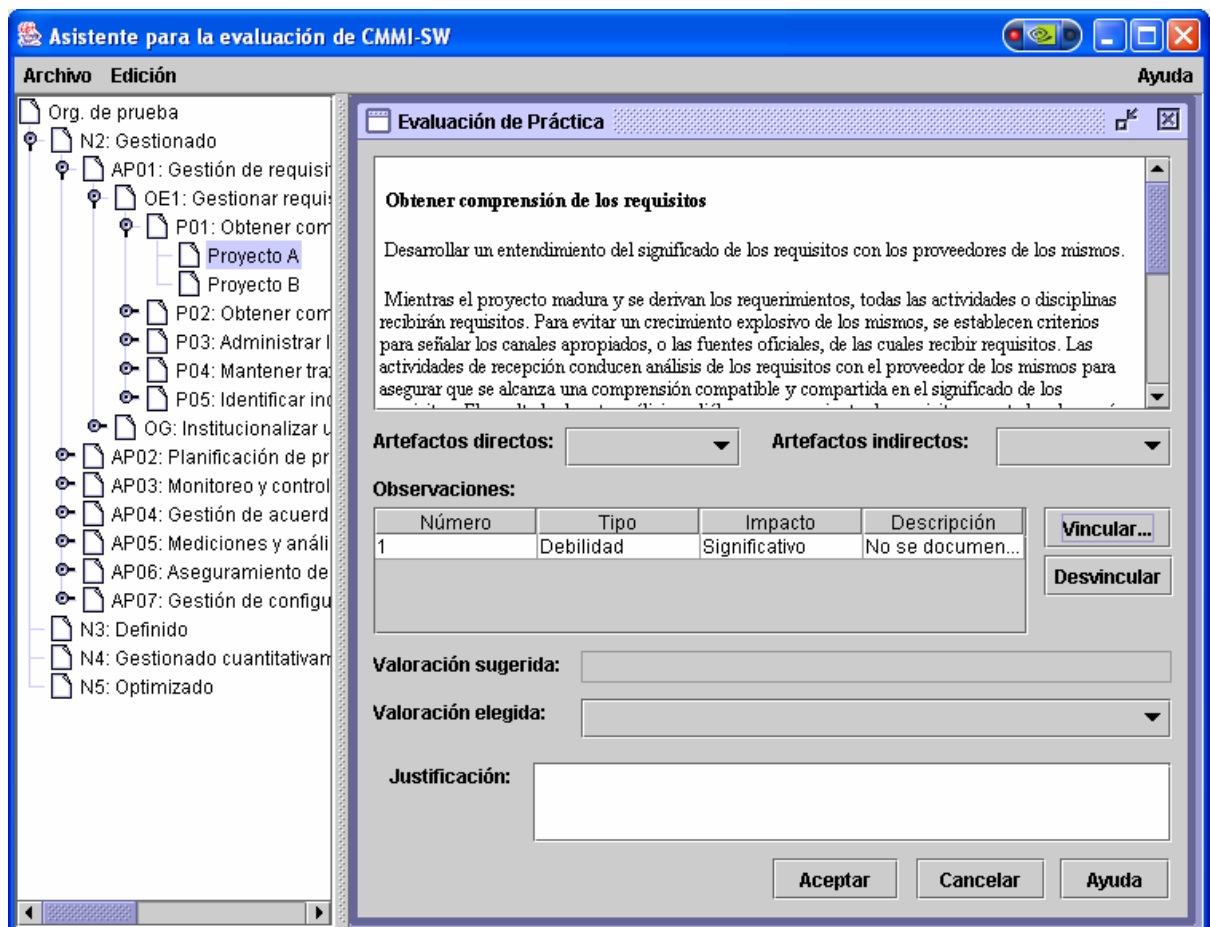 Asistente para la evaluación de CMMI-SW
Archivo Edición Ayuda
Org. de prueba
N2: Gestionado
AP01: Gestión de requisi
OE1: Gestionar requi
P01: Obtener com
Proyecto A
Proyecto B
P02: Obtener com
P03: Administrar l
P04: Mantener tra
P05: Identificar inc
OG: Institucionalizar u
AP02: Planificación de pr
AP03: Monitoreo y control
AP04: Gestión de acuerd
AP05: Mediciones y análi
AP06: Aseguramiento de
AP07: Gestión de configu
N3: Definido
N4: Gestionado cuantitativam
N5: Optimizado
Evaluación de Práctica
Obtener comprensión de los requisitos
Desarrollar un entendimiento del significado de los requisitos con los proveedores de los mismos.
Mientras el proyecto madura y se derivan los requerimientos, todas las actividades o disciplinas
recibirán requisitos. Para evitar un crecimiento explosivo de los mismos, se establecen criterios
para señalar los canales apropiados, o las fuentes oficiales, de las cuales recibir requisitos. Las
actividades de recepción conducen análisis de los requisitos con el proveedor de los mismos para
asegurar que se alcanza una comprensión compatible y compartida en el significado de los
Artefactos directos: Artefactos indirectos:
Observaciones:
Número Tipo Impacto Descripción
1 Debilidad Significativo No se documen...
Vincular...
Desvincular
Valoración sugerida:
Valoración elegida:
Justificación:
Aceptar Cancelar Ayuda